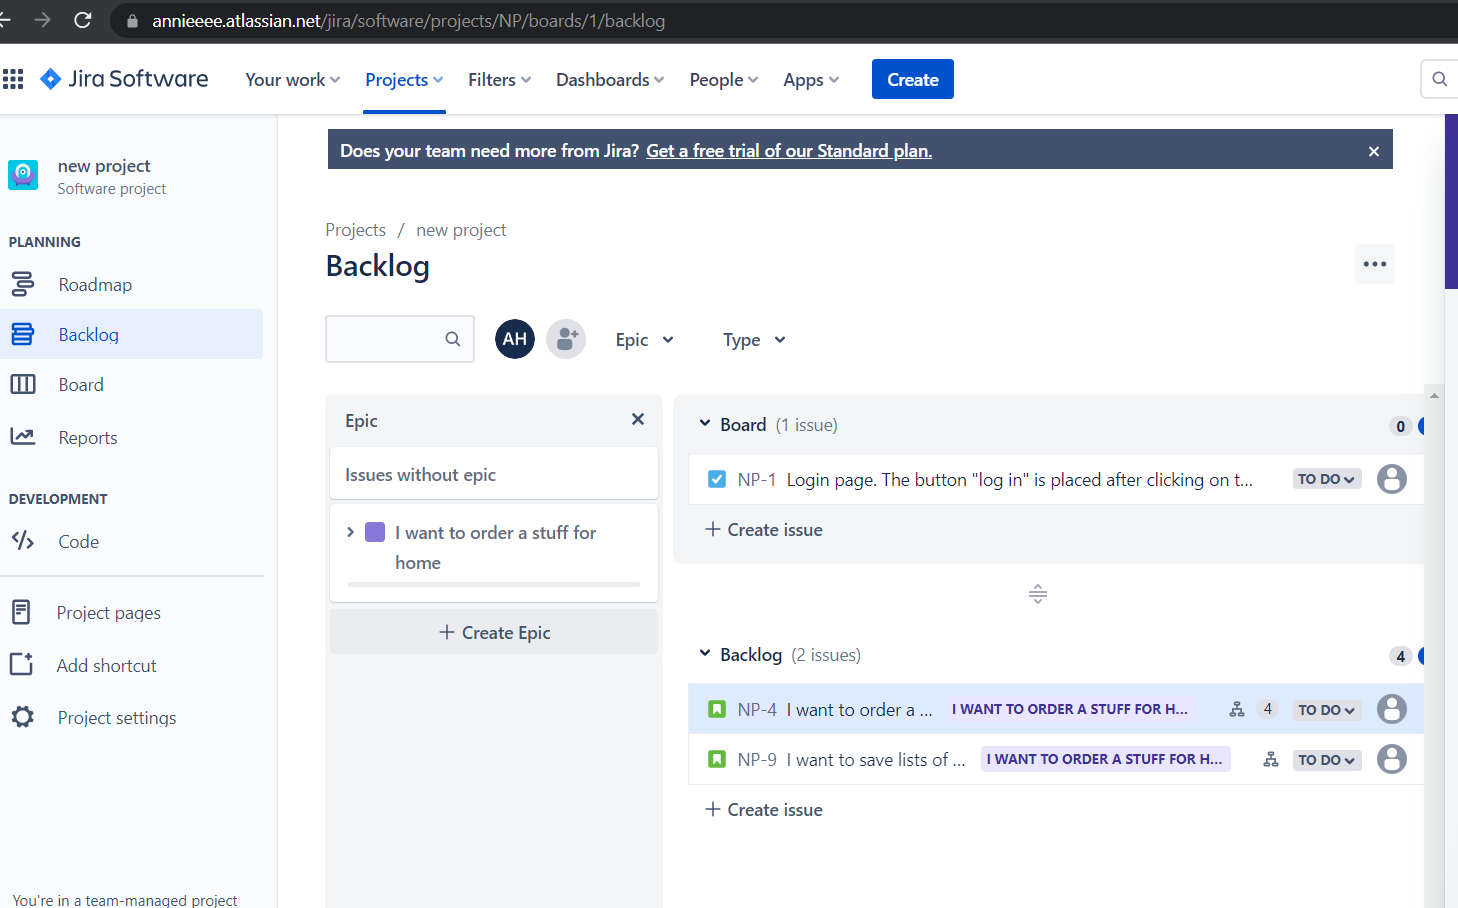 annieeee.atlassian.net/jira/software/projects/NP/boards/1/backlog
Jira Software
Your work
Projects
Filters
Dashboards
People
Apps
Create
new project
Software project
Does your team need more from Jira? Get a free trial of our Standard plan.
PLANNING
Roadmap
Backlog
Board
Reports
DEVELOPMENT
Code
Project pages
Add shortcut
Project settings
You're in a team-managed project
Projects / new project
Backlog
AH
Epic
Type
Epic
Issues without epic
I want to order a stuff for
home
Create Epic
Board (1 issue)
0
NP-1 Login page. The button "log in" is placed after clicking on t...
TO DO
Create issue
Backlog (2 issues)
4
NP-4 I want to order a ... I WANT TO ORDER A STUFF FOR H... 4 TO DO
NP-9 I want to save lists of ... I WANT TO ORDER A STUFF FOR H... TO DO
Create issue